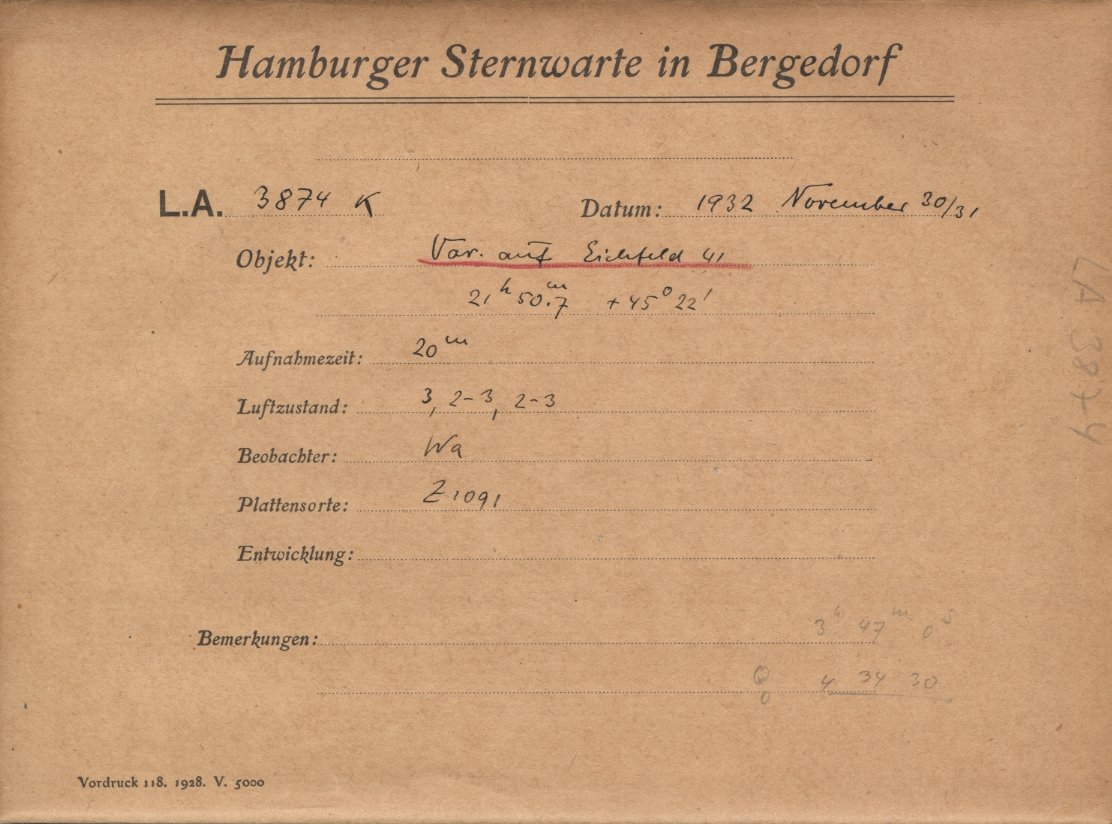 Hamburger Sternwarte in Bergedorf
L.A. 3874 K Datum: 1932 November 30/31
Objekt: Var. auf Eichfeld 41
21ʰ 50.ᵐ7 +45° 22'
Aufnahmezeit: 20ᵐ
Luftzustand: 3, 2-3, 2-3
Beobachter: Wa
Plattensorte: Z 1091
Entwicklung:
Bemerkungen: 3ʰ 47ᵐ 0ˢ
4 34 30
Vordruck 118. 1928. V. 5000
LA 3874